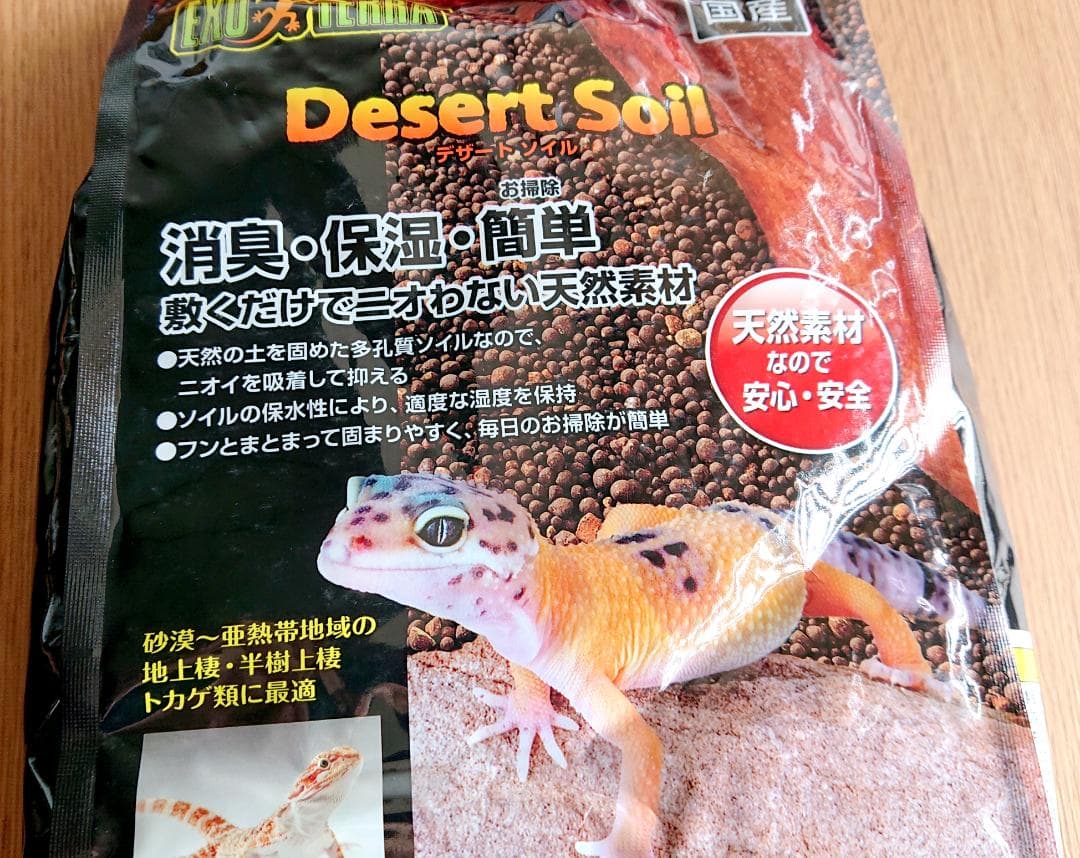 EXO TERRA
国産
Desert Soil
デザートソイル
お掃除
消臭・保湿・簡単
敷くだけでニオわない天然素材
●天然の土を固めた多孔質ソイルなので、
ニオイを吸着して抑える
●ソイルの保水性により、適度な湿度を保持
●フンとまとまって固まりやすく、毎日のお掃除が簡単
天然素材
なので
安心・安全
砂漠〜亜熱帯地域の
地上棲・半樹上棲
トカゲ類に最適